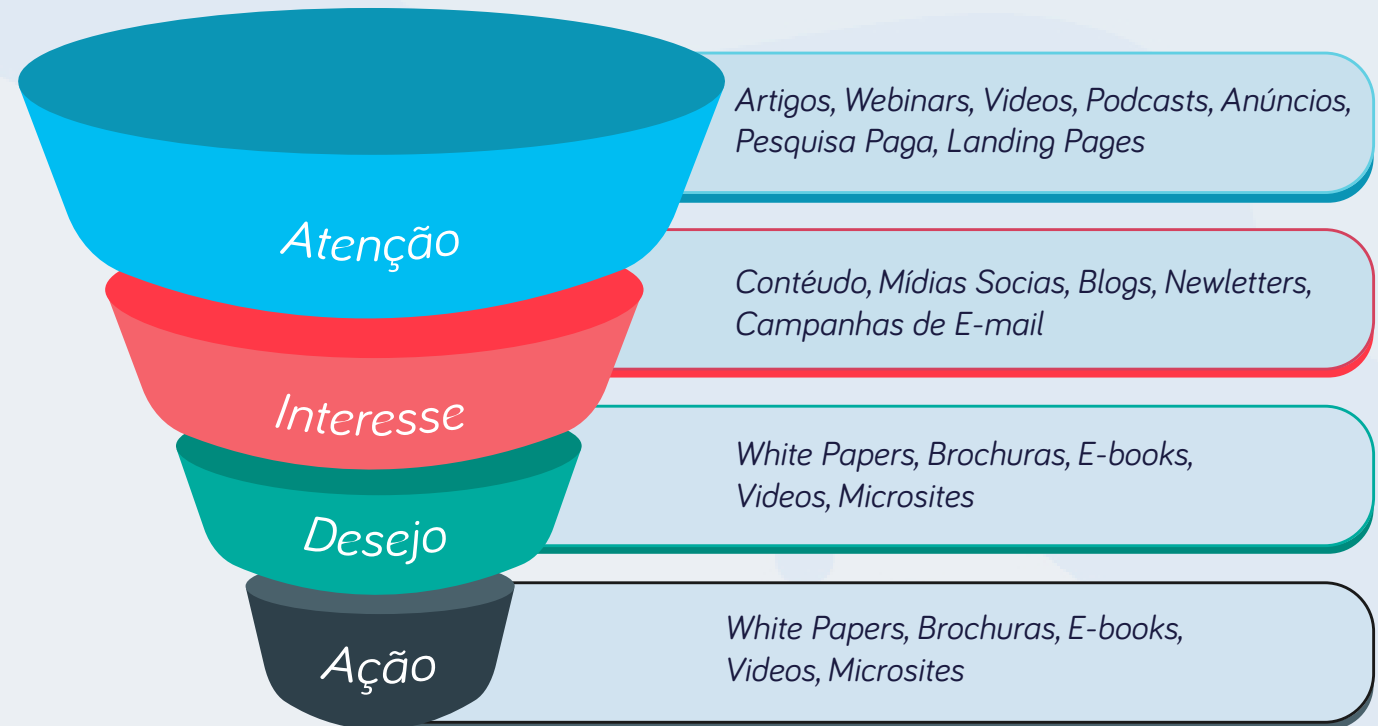 Atenção
Artigos, Webinars, Videos, Podcasts, Anúncios,
Pesquisa Paga, Landing Pages
Interesse
Contéudo, Mídias Socias, Blogs, Newletters,
Campanhas de E-mail
Desejo
White Papers, Brochuras, E-books,
Videos, Microsites
Ação
White Papers, Brochuras, E-books,
Videos, Microsites